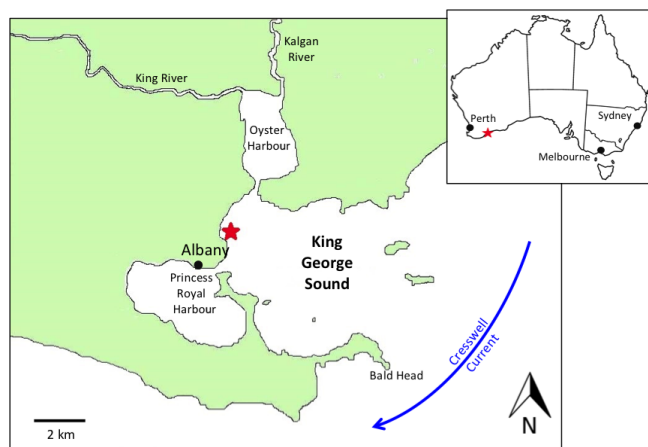 Kalgan
River
King River
Oyster
Harbour
Albany
Princess
Royal
Harbour
King
George
Sound
Bald Head
Cresswell
Current
2 km
N
Perth
Sydney
Melbourne